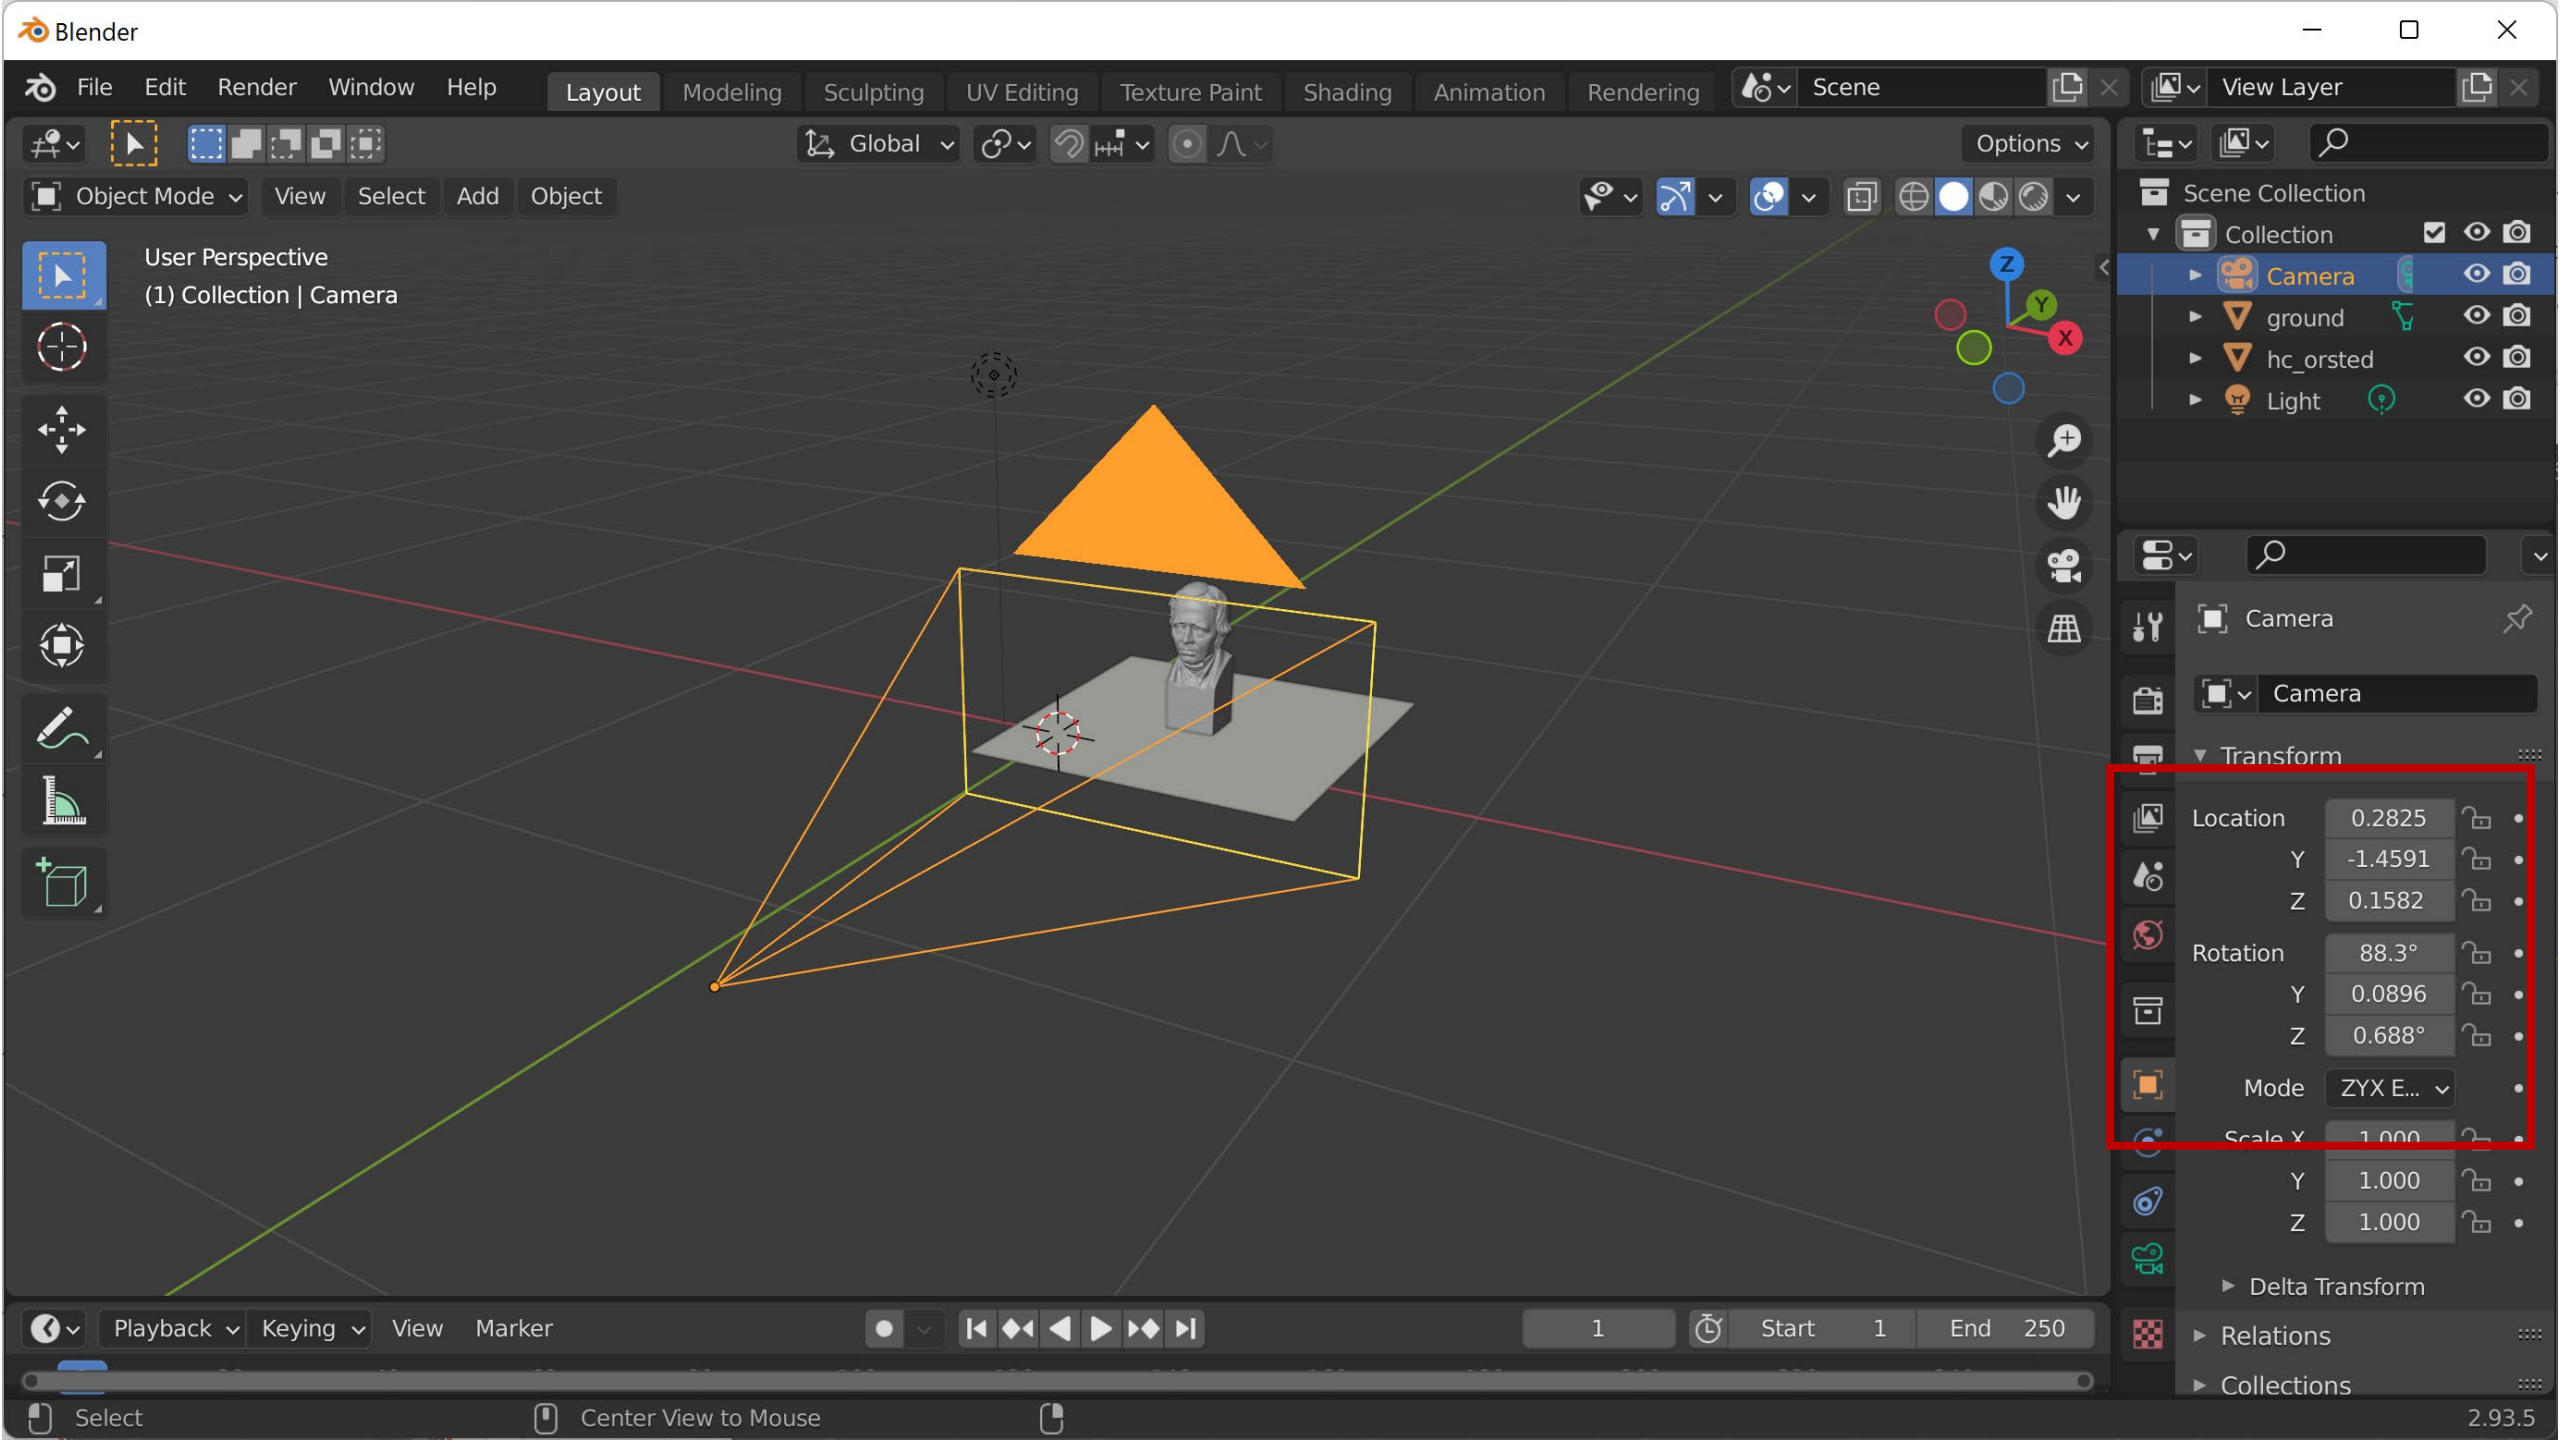 Blender
File Edit Render Window Help Layout Modeling Sculpting UV Editing Texture Paint Shading Animation Rendering Scene View Layer
Global Options
Object Mode View Select Add Object
User Perspective
(1) Collection | Camera
Z
Y
X
Scene Collection
Collection
Camera
ground
hc_orsted
Light
Camera
Camera
Transform
Location 0.2825
Y -1.4591
Z 0.1582
Rotation 88.3°
Y 0.0896
Z 0.688°
Mode ZYX E...
Scale X 1.000
Y 1.000
Z 1.000
Delta Transform
Relations
Collections
Playback Keying View Marker 1 Start 1 End 250
Select Center View to Mouse 2.93.5